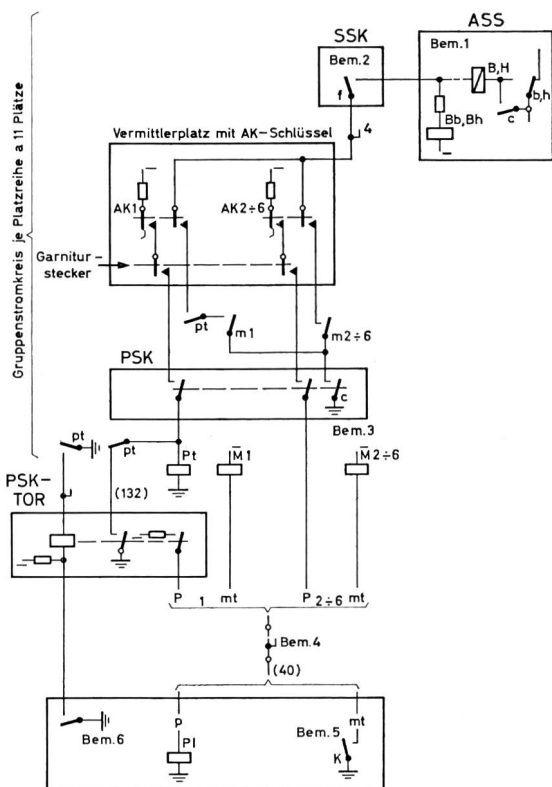 ASS
SSK
Bem.1
Bem.2
B,H
b,h
f
c
Bb,Bh
4
Vermittlerplatz mit AK-Schlüssel
AK1
AK2÷6
Garnitur-
stecker
Gruppenstromkreis je Platzreihe a 11 Plätze
pt
m1
m2÷6
PSK
c
Bem.3
pt
pt
Pt
M1
M2÷6
PSK-
TOR
(132)
P 1 mt P 2÷6 mt
Bem.4
(40)
p
mt
Bem.6
Pl
Bem.5
K